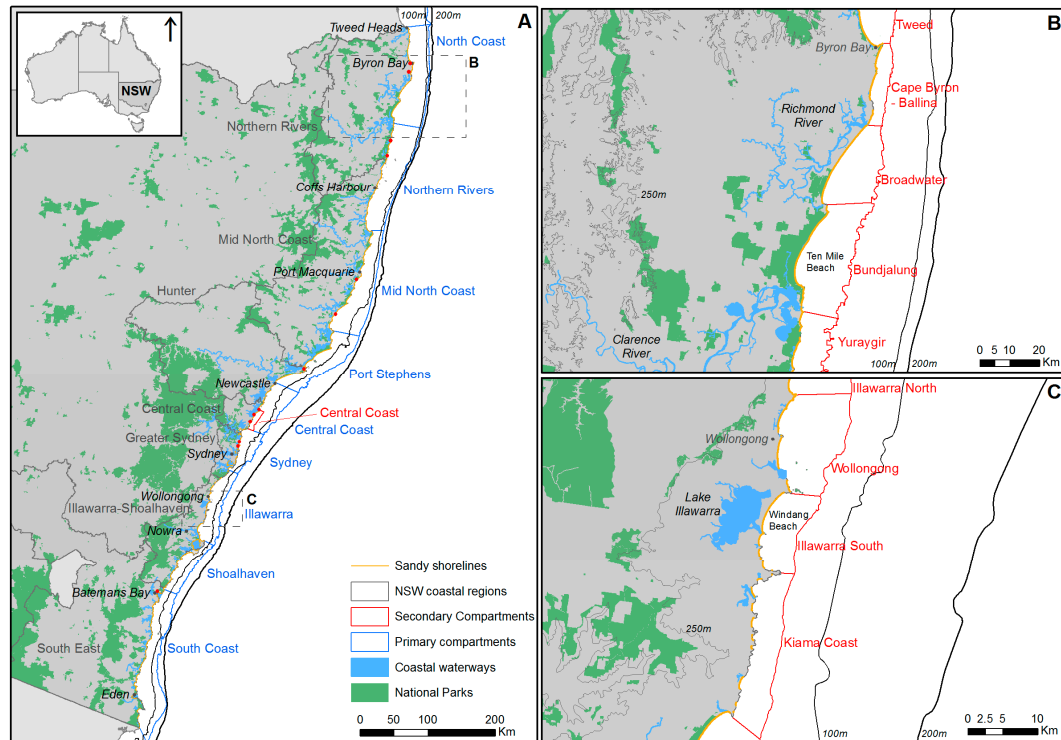 NSW
A
100m
200m
Tweed Heads
North Coast
Byron Bay
B
Northern Rivers
Coffs Harbour
Northern Rivers
Mid North Coast
Port Macquarie
Hunter
Mid North Coast
Port Stephens
Newcastle
Central Coast
Central Coast
Central Coast
Greater Sydney
Sydney
Sydney
Wollongong
C
Illawarra-Shoalhaven
Illawarra
Nowra
Shoalhaven
Batemans Bay
South East
South Coast
Eden
Sandy shorelines
NSW coastal regions
Secondary Compartments
Primary compartments
Coastal waterways
National Parks
0 50 100 200
Km
B
Tweed
Byron Bay
Cape Byron
- Ballina
Richmond
River
Broadwater
250m
Ten Mile
Beach
Bundjalung
Clarence
River
Yuraygir
100m
200m
0 5 10 20
Km
C
Illawarra North
Wollongong
Wollongong
Lake
Illawarra
Windang
Beach
Illawarra South
250m
Kiama Coast
100m
200m
0 2.5 5 10
Km